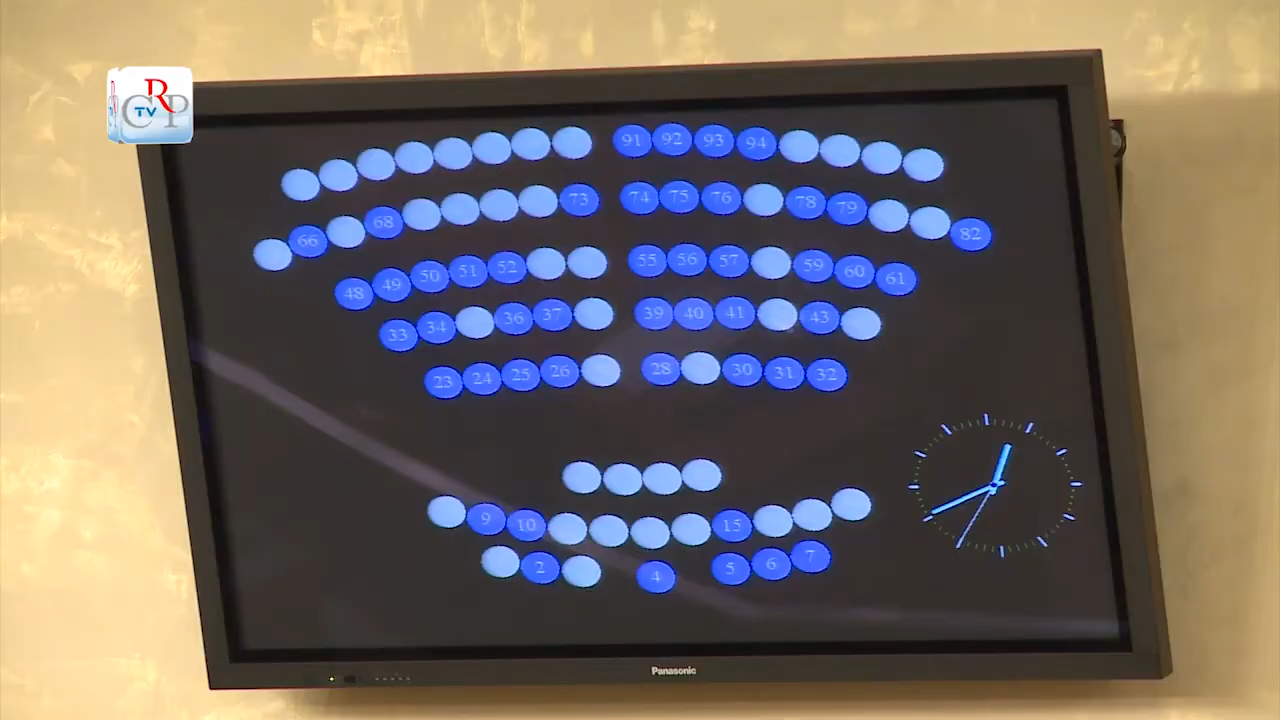 CRP
TV
91 92 93 94
66 68 73 74 75 76 78 79 82
48 49 50 51 52 55 56 57 59 60 61
33 34 36 37 39 40 41 43
23 24 25 26 28 30 31 32
9 10 15
2 4 5 6 7
Panasonic